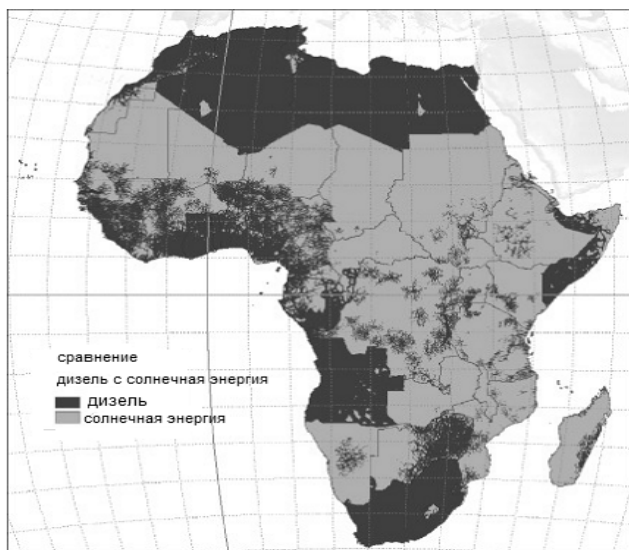 сравнение
дизель с солнечная энергия
дизель
солнечная энергия